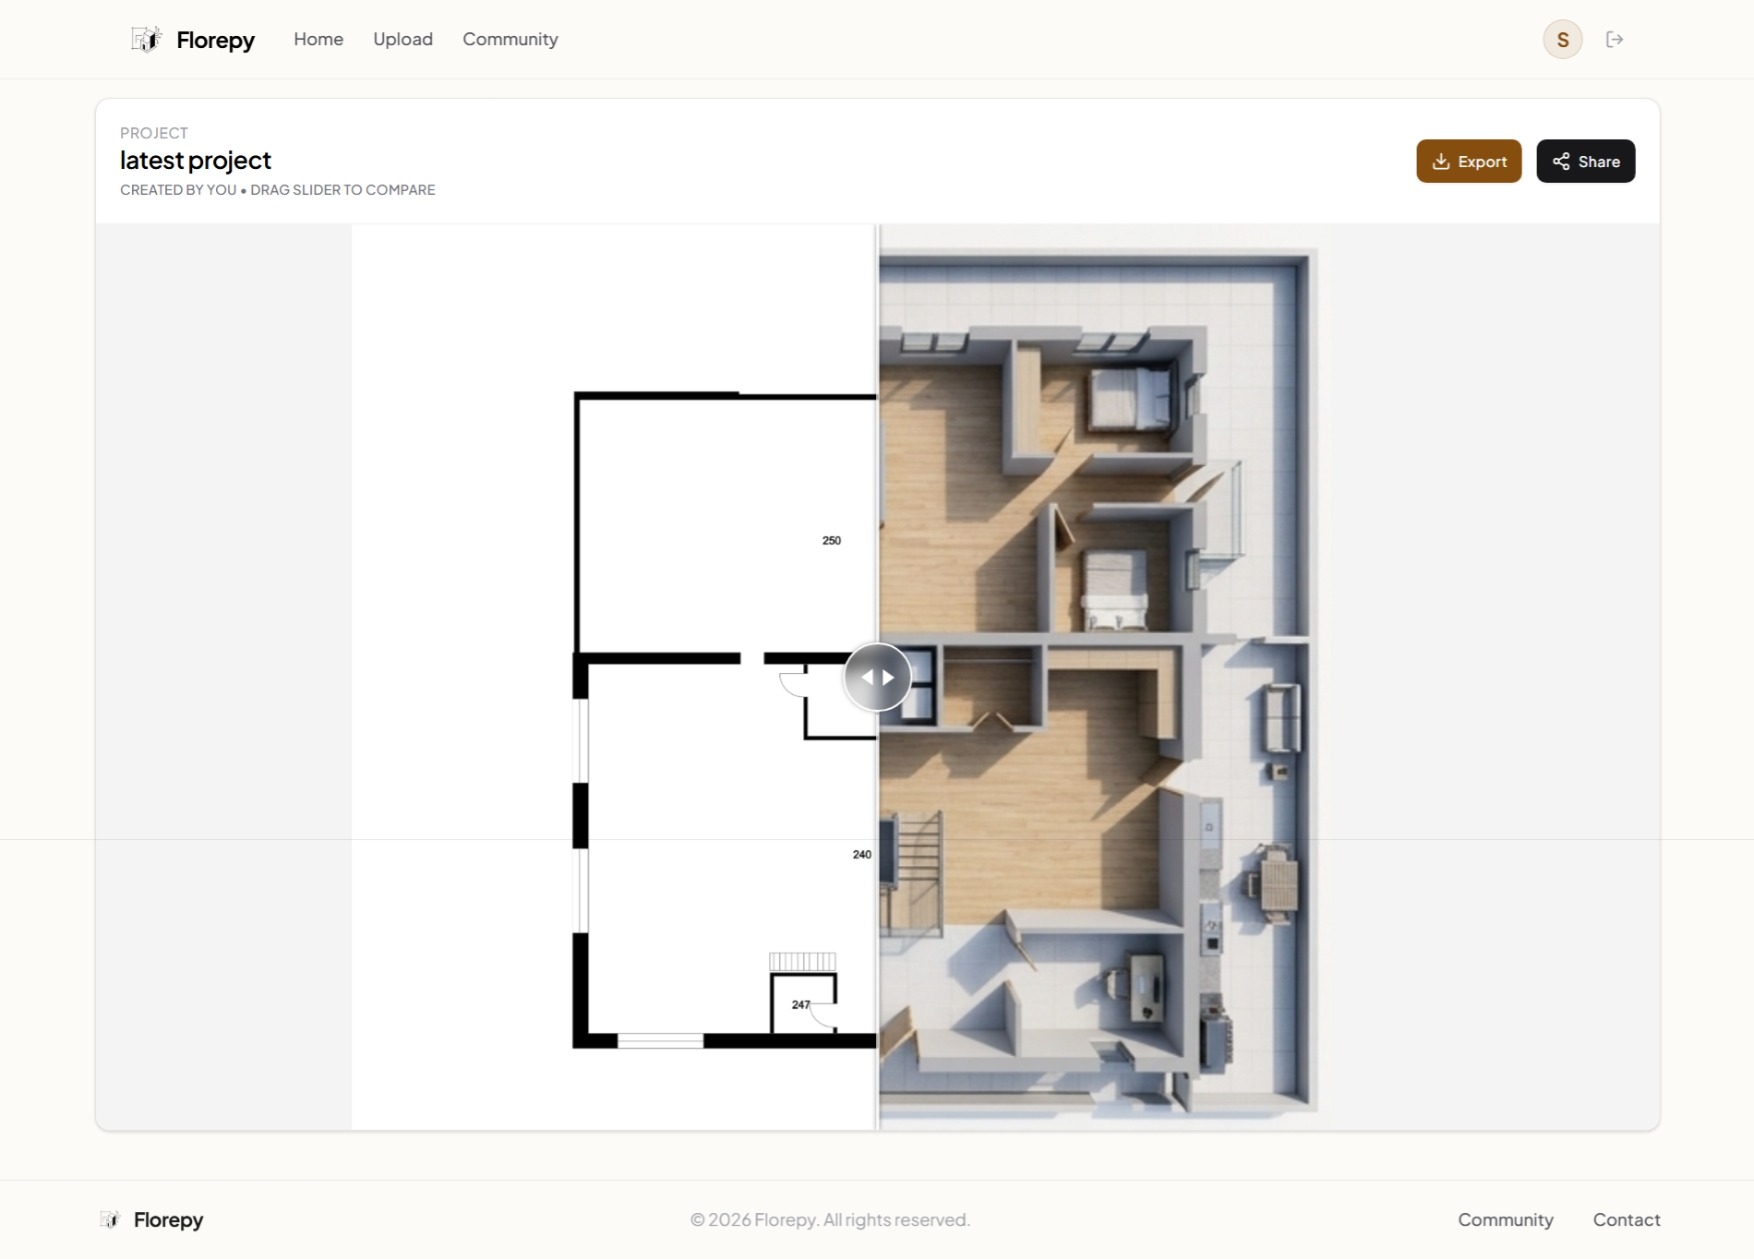 Florepy
Home
Upload
Community
S
PROJECT
latest project
CREATED BY YOU • DRAG SLIDER TO COMPARE
Export
Share
250
240
247
Florepy
© 2026 Florepy. All rights reserved.
Community
Contact